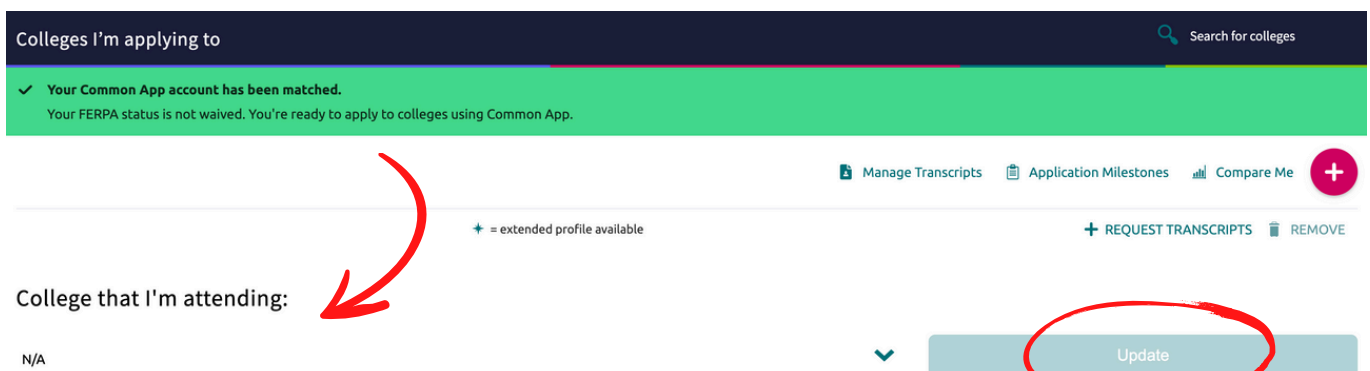 Colleges I’m applying to
Search for colleges
Your Common App account has been matched.
Your FERPA status is not waived. You're ready to apply to colleges using Common App.
Manage Transcripts
Application Milestones
Compare Me
= extended profile available
REQUEST TRANSCRIPTS
REMOVE
College that I'm attending:
N/A
Update